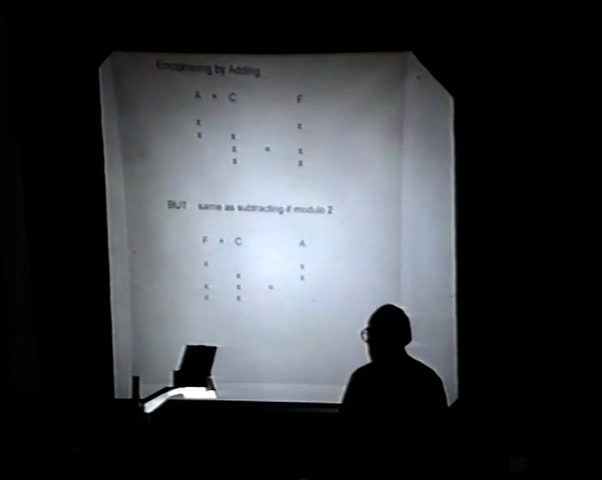 Enciphering by Adding
A + C F
x x
x x
x = x
x x
BUT same as subtracting if modulo 2
F + C A
x x
x x
x x =
x x